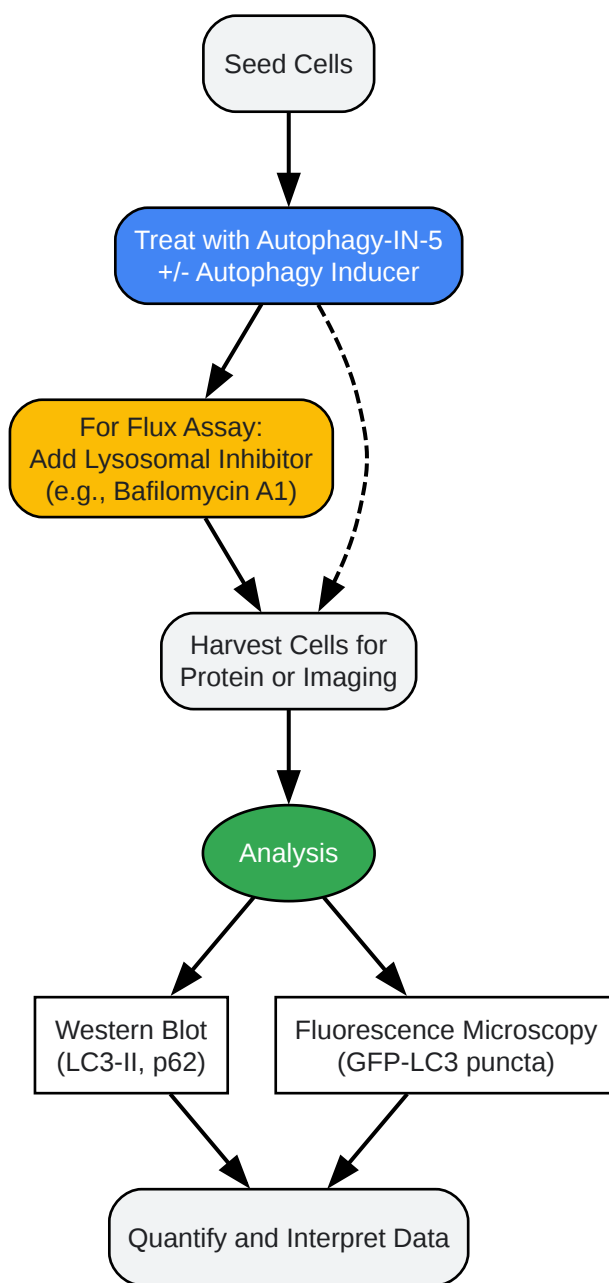 Seed Cells
Treat with Autophagy-IN-5
+/- Autophagy Inducer
For Flux Assay:
Add Lysosomal Inhibitor
(e.g., Bafilomycin A1)
Harvest Cells for
Protein or Imaging
Analysis
Western Blot
(LC3-II, p62)
Fluorescence Microscopy
(GFP-LC3 puncta)
Quantify and Interpret Data